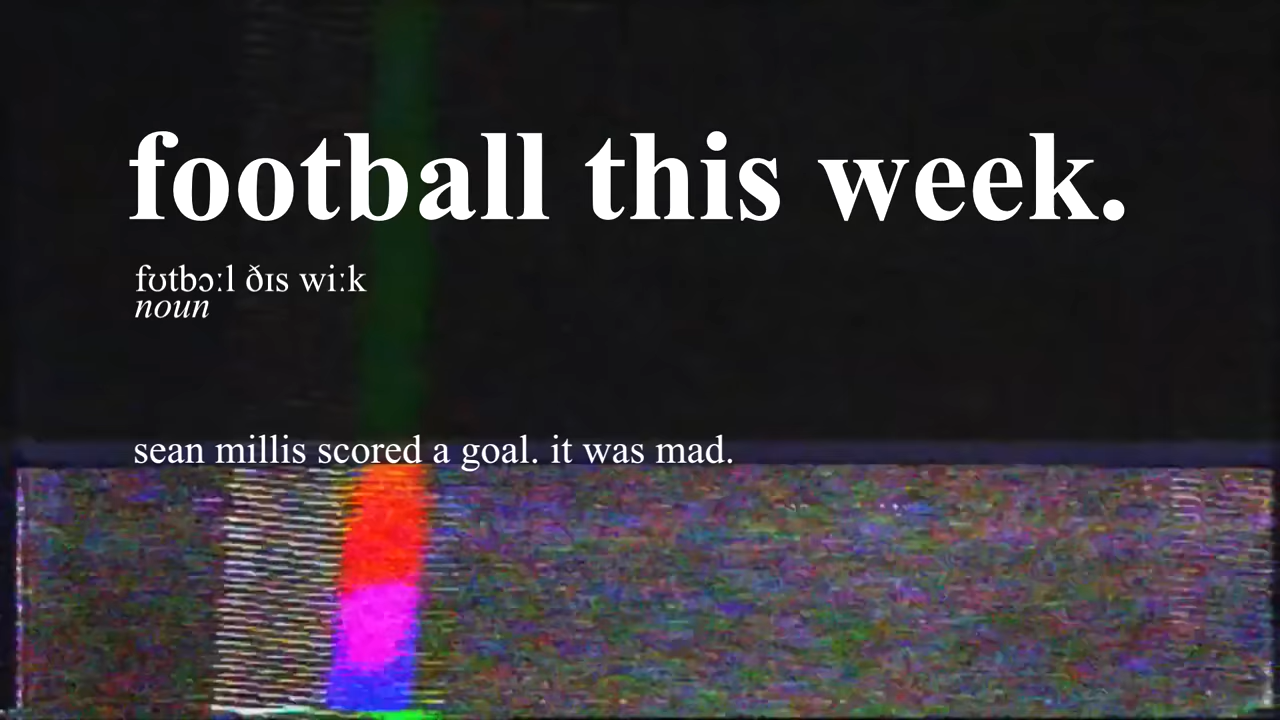 football this week.
fʊtbɔːl ðɪs wiːk
noun
sean millis scored a goal. it was mad.